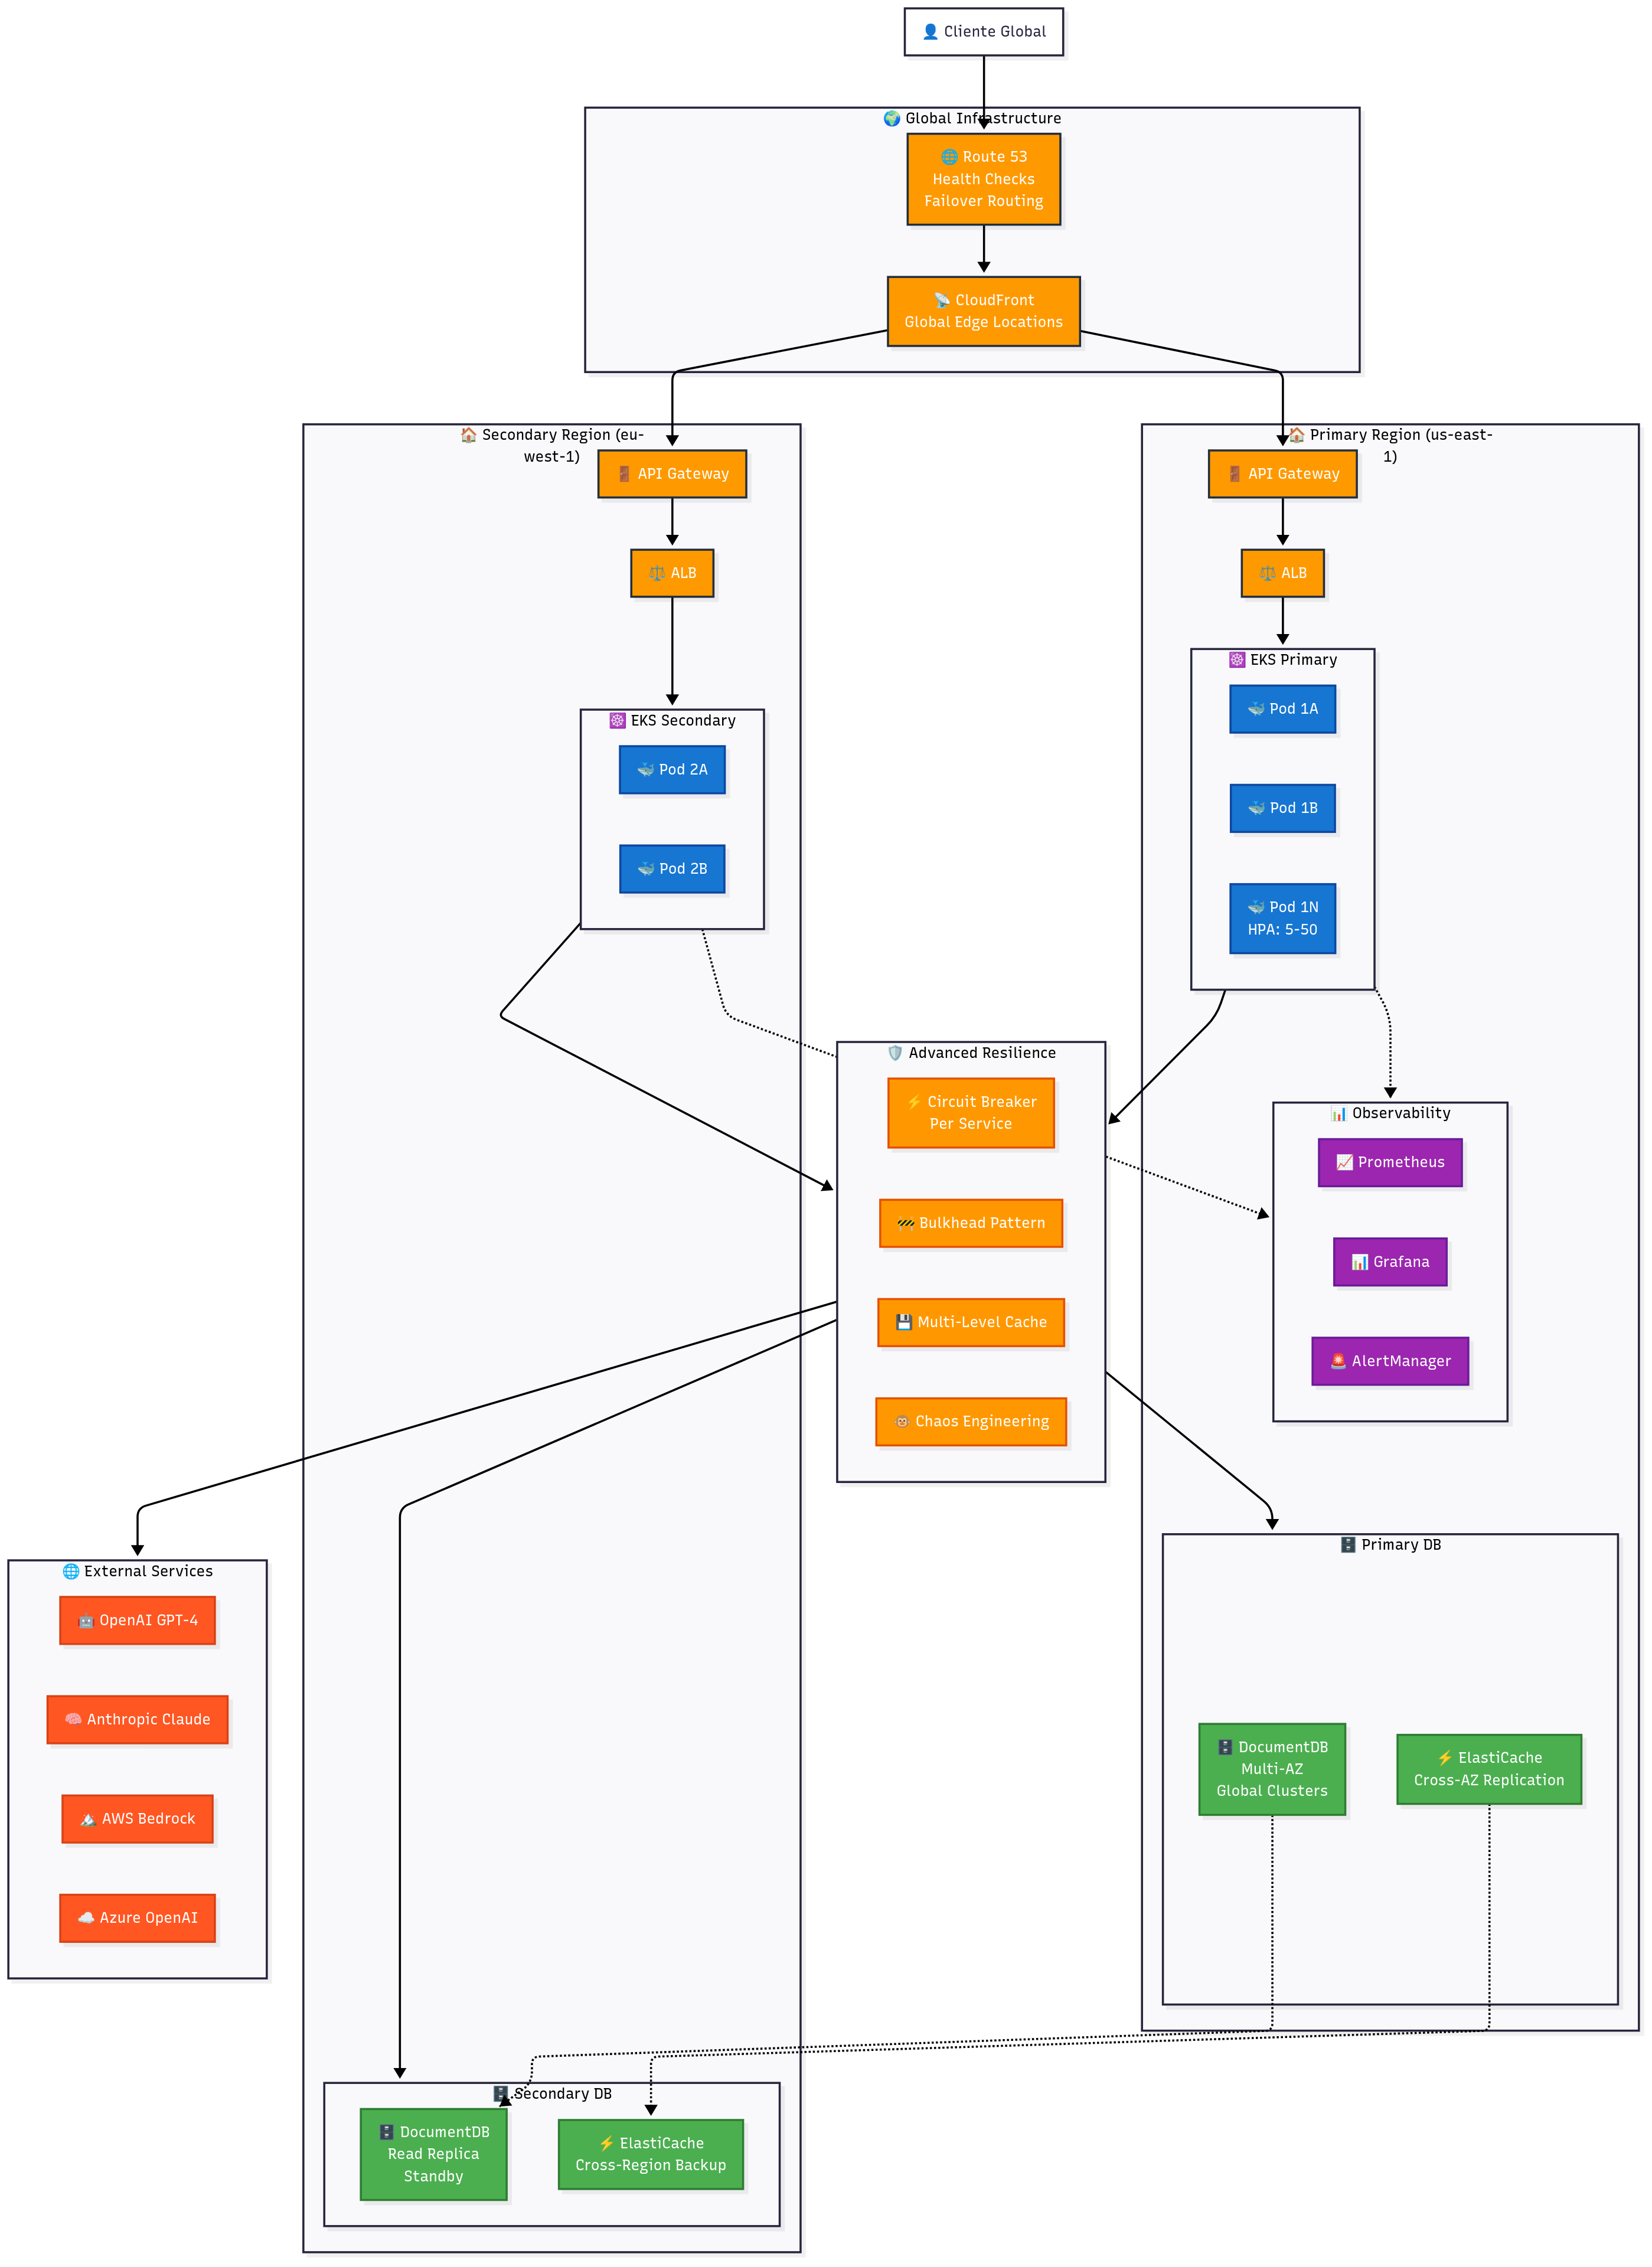 👤 Cliente Global
🌍 Global Infrastructure
🌐 Route 53
Health Checks
Failover Routing
📡 CloudFront
Global Edge Locations
🏠 Secondary Region (eu-
west-1)
🚪 API Gateway
⚖️ ALB
☸️ EKS Secondary
🐳 Pod 2A
🐳 Pod 2B
🏠 Primary Region (us-east-
1)
🚪 API Gateway
⚖️ ALB
☸️ EKS Primary
🐳 Pod 1A
🐳 Pod 1B
🐳 Pod 1N
HPA: 5-50
🛡️ Advanced Resilience
⚡ Circuit Breaker
Per Service
🚧 Bulkhead Pattern
💾 Multi-Level Cache
🐵 Chaos Engineering
📊 Observability
📈 Prometheus
📊 Grafana
🚨 AlertManager
🌐 External Services
🤖 OpenAI GPT-4
🧠 Anthropic Claude
🏔️ AWS Bedrock
☁️ Azure OpenAI
🗄️ Primary DB
🗄️ DocumentDB
Multi-AZ
Global Clusters
⚡ ElastiCache
Cross-AZ Replication
🗄️ Secondary DB
🗄️ DocumentDB
Read Replica
Standby
⚡ ElastiCache
Cross-Region Backup